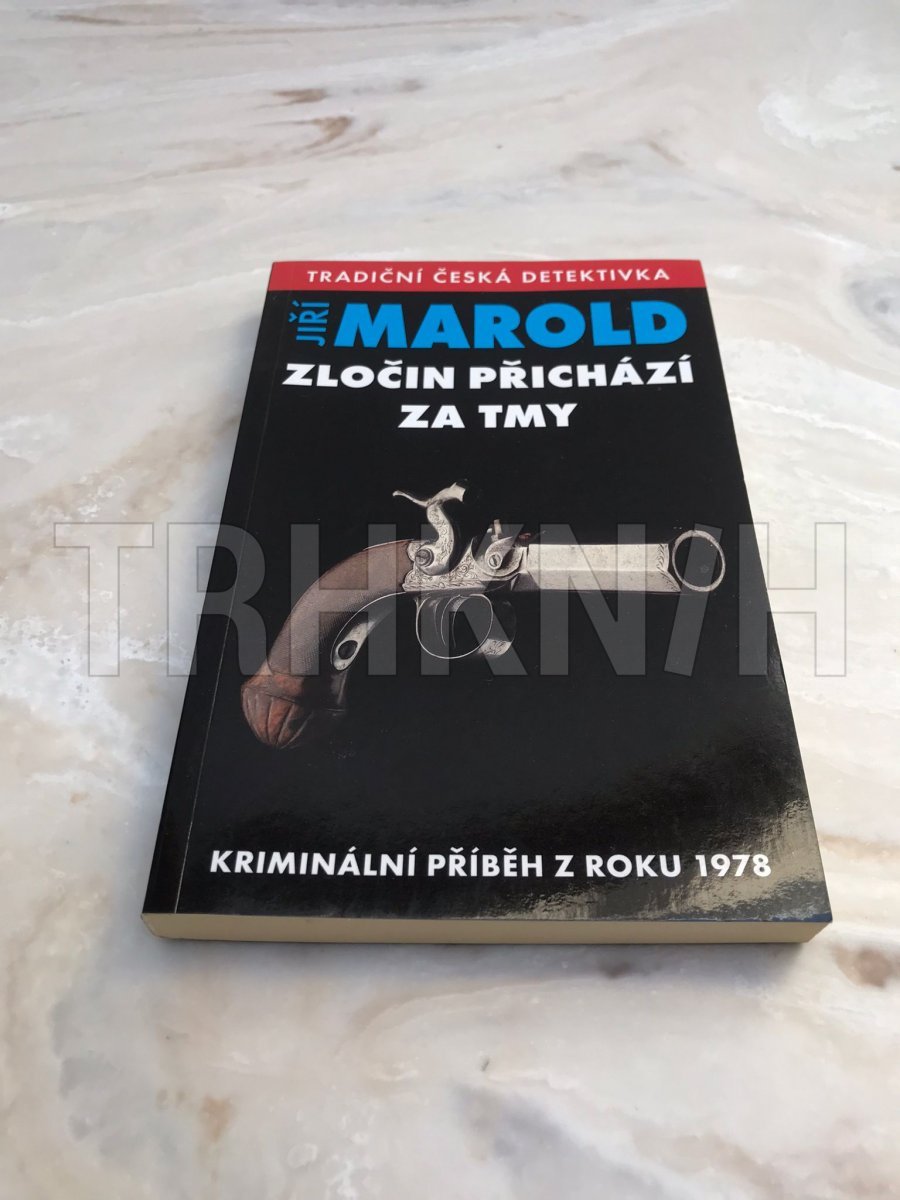 TRADIČNÍ ČESKÁ DETEKTIVKA
JIŘÍ MAROLD
ZLOČIN PŘICHÁZÍ
ZA TMY
TRHKNIH
KRIMINÁLNÍ PŘÍBĚH Z ROKU 1978